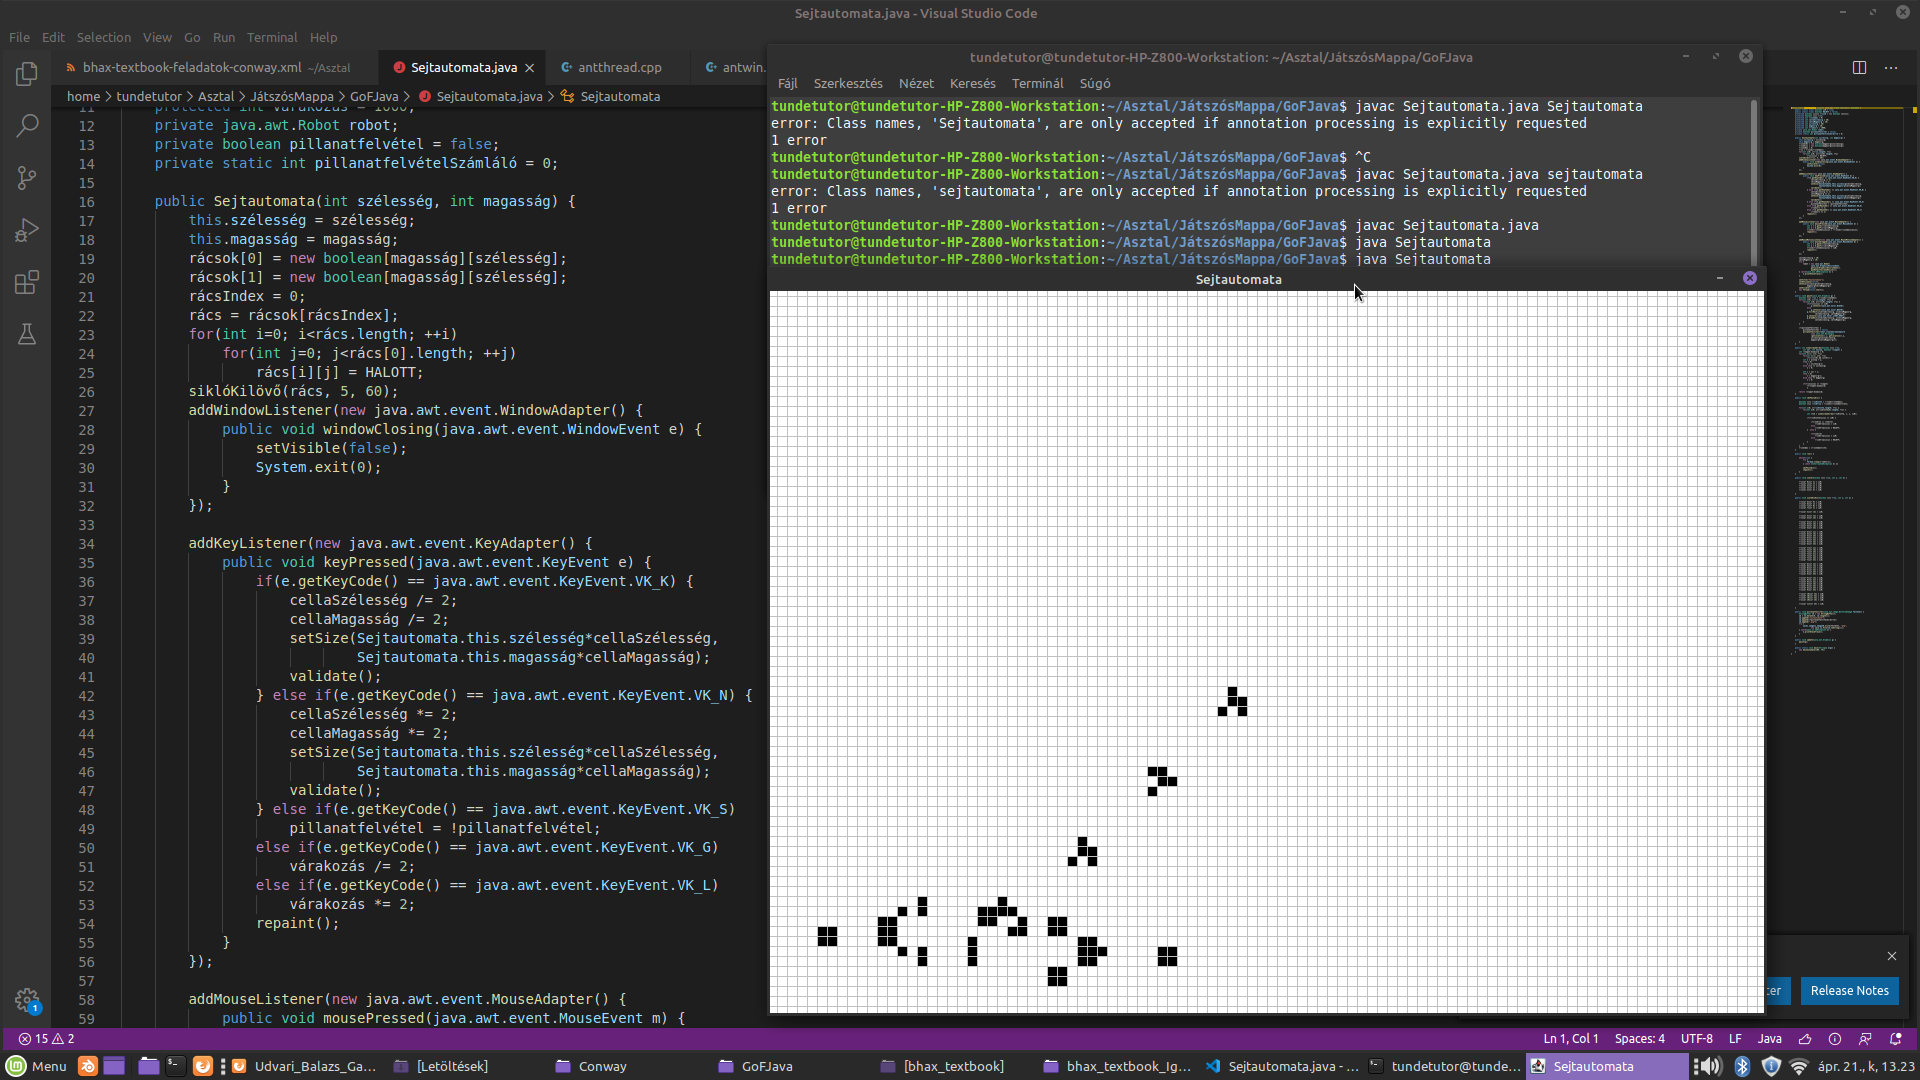 Sejtautomata.java - Visual Studio Code
File Edit Selection View Go Run Terminal Help
bhax-textbook-feladatok-conway.xml ~/Asztal
Sejtautomata.java
antthread.cpp
antwin.
home > tundetutor > Asztal > JátszósMappa > GoFJava > Sejtautomata.java > Sejtautomata
12 private java.awt.Robot robot;
13 private boolean pillanatfelvétel = false;
14 private static int pillanatfelvételSzámláló = 0;
15
16 public Sejtautomata(int szélesség, int magasság) {
17 this.szélesség = szélesség;
18 this.magasság = magasság;
19 rácsok[0] = new boolean[magasság][szélesség];
20 rácsok[1] = new boolean[magasság][szélesség];
21 rácsIndex = 0;
22 rács = rácsok[rácsIndex];
23 for(int i=0; i<rács.length; ++i)
24 for(int j=0; j<rács[0].length; ++j)
25 rács[i][j] = HALOTT;
26 siklóKilövő(rács, 5, 60);
27 addWindowListener(new java.awt.event.WindowAdapter() {
28 public void windowClosing(java.awt.event.WindowEvent e) {
29 setVisible(false);
30 System.exit(0);
31 }
32 });
33
34 addKeyListener(new java.awt.event.KeyAdapter() {
35 public void keyPressed(java.awt.event.KeyEvent e) {
36 if(e.getKeyCode() == java.awt.event.KeyEvent.VK_K) {
37 cellaSzélesség /= 2;
38 cellaMagasság /= 2;
39 setSize(Sejtautomata.this.szélesség*cellaSzélesség,
40 Sejtautomata.this.magasság*cellaMagasság);
41 validate();
42 } else if(e.getKeyCode() == java.awt.event.KeyEvent.VK_N) {
43 cellaSzélesség *= 2;
44 cellaMagasság *= 2;
45 setSize(Sejtautomata.this.szélesség*cellaSzélesség,
46 Sejtautomata.this.magasság*cellaMagasság);
47 validate();
48 } else if(e.getKeyCode() == java.awt.event.KeyEvent.VK_S)
49 pillanatfelvétel = !pillanatfelvétel;
50 else if(e.getKeyCode() == java.awt.event.KeyEvent.VK_G)
51 várakozás /= 2;
52 else if(e.getKeyCode() == java.awt.event.KeyEvent.VK_L)
53 várakozás *= 2;
54 repaint();
55 }
56 });
57
58 addMouseListener(new java.awt.event.MouseAdapter() {
59 public void mousePressed(java.awt.event.MouseEvent m) {
tundetutor@tundetutor-HP-Z800-Workstation: ~/Asztal/JátszósMappa/GoFJava
Fájl Szerkesztés Nézet Keresés Terminál Súgó
tundetutor@tundetutor-HP-Z800-Workstation:~/Asztal/JátszósMappa/GoFJava$ javac Sejtautomata.java Sejtautomata
error: Class names, 'Sejtautomata', are only accepted if annotation processing is explicitly requested
1 error
tundetutor@tundetutor-HP-Z800-Workstation:~/Asztal/JátszósMappa/GoFJava$ ^C
tundetutor@tundetutor-HP-Z800-Workstation:~/Asztal/JátszósMappa/GoFJava$ javac Sejtautomata.java sejtautomata
error: Class names, 'sejtautomata', are only accepted if annotation processing is explicitly requested
1 error
tundetutor@tundetutor-HP-Z800-Workstation:~/Asztal/JátszósMappa/GoFJava$ javac Sejtautomata.java
tundetutor@tundetutor-HP-Z800-Workstation:~/Asztal/JátszósMappa/GoFJava$ java Sejtautomata
tundetutor@tundetutor-HP-Z800-Workstation:~/Asztal/JátszósMappa/GoFJava$ java Sejtautomata
Sejtautomata
ter
Release Notes
15 2 Ln 1, Col 1 Spaces: 4 UTF-8 LF Java
Menu Udvari_Balazs_Ga... [Letöltések] Conway GoFJava [bhax_textbook] bhax_textbook_Ig... Sejtautomata.java - ... tundetutor@tunde... Sejtautomata ápr. 21., k, 13.23